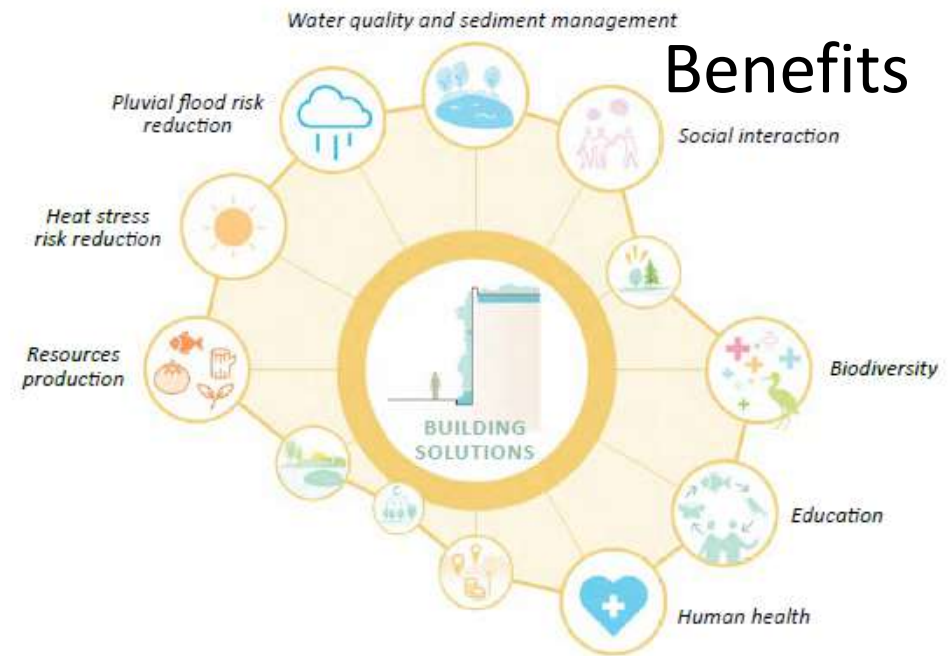 Water quality and sediment management
Benefits
Pluvial flood risk
reduction
Social interaction
Heat stress
risk reduction
Resources
production
Biodiversity
BUILDING
SOLUTIONS
Education
Human health